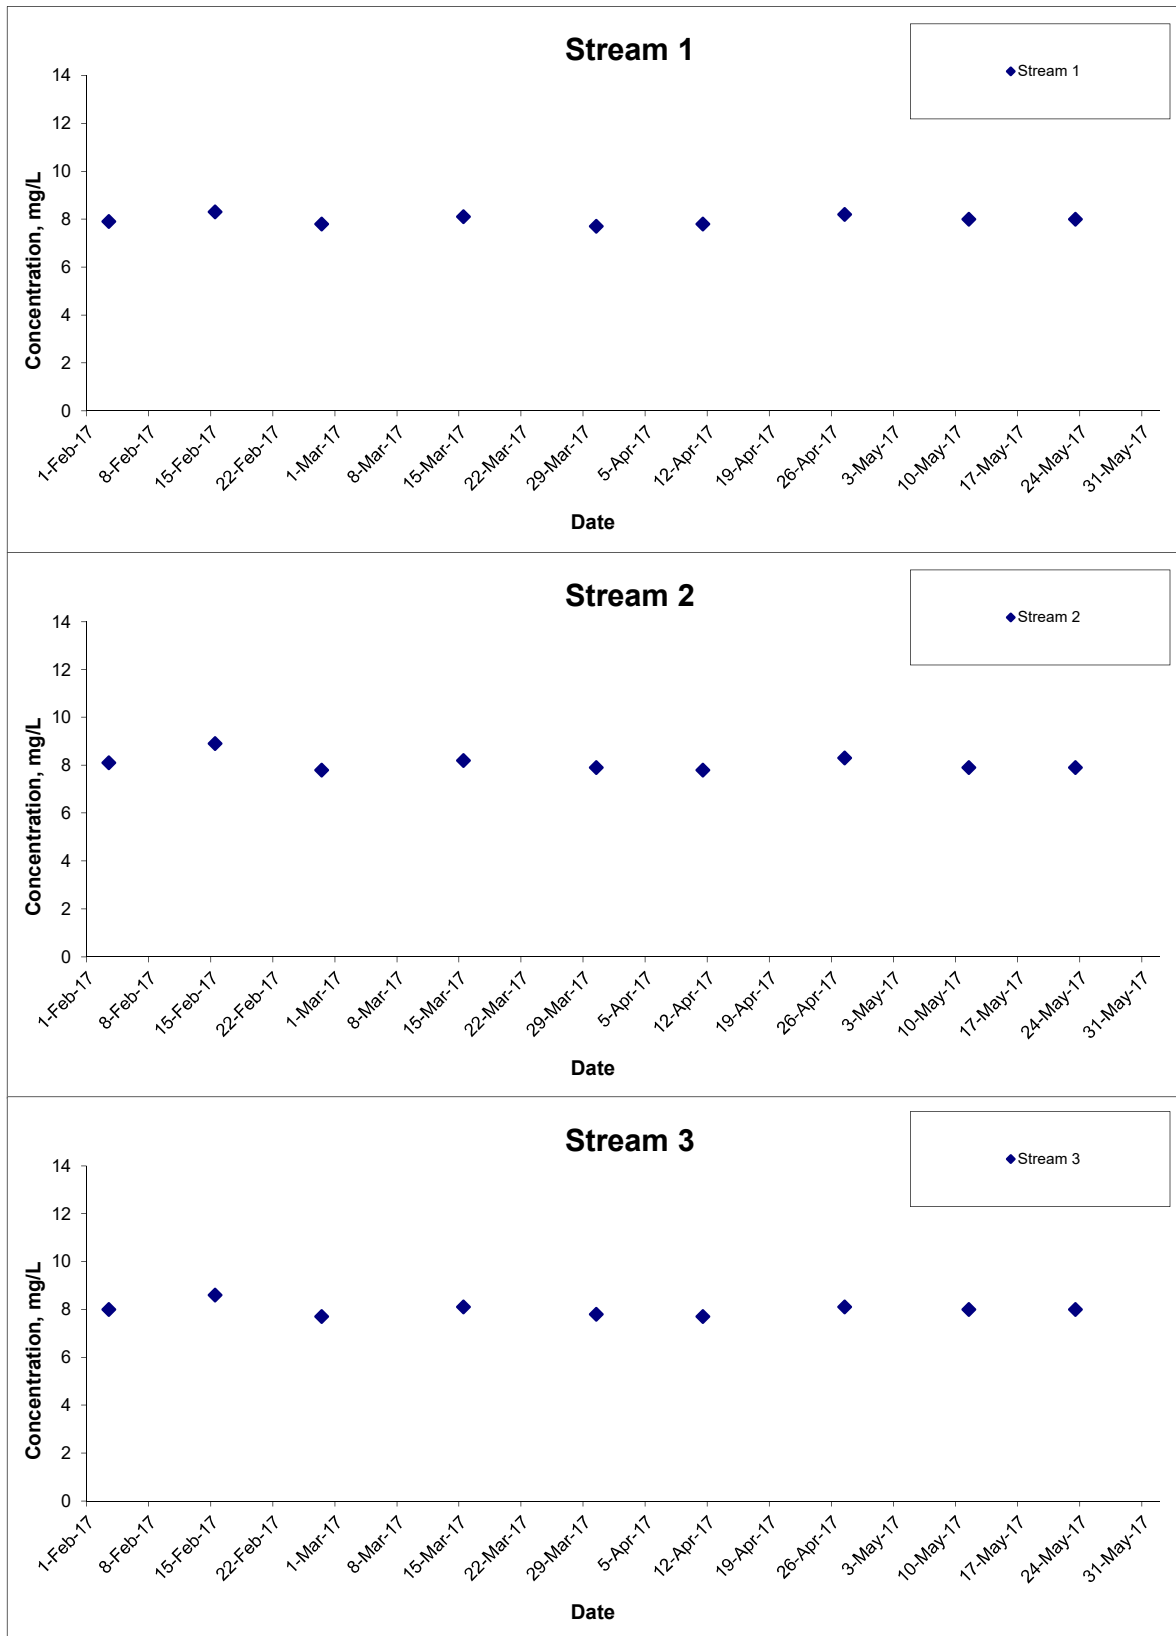 Stream 1
Stream 1
14
12
10
8
6
4
2
0
Concentration, mg/L
1-Feb-17
8-Feb-17
15-Feb-17
22-Feb-17
1-Mar-17
8-Mar-17
15-Mar-17
22-Mar-17
29-Mar-17
5-Apr-17
12-Apr-17
19-Apr-17
26-Apr-17
3-May-17
10-May-17
17-May-17
24-May-17
31-May-17
Date
Stream 2
Stream 2
14
12
10
8
6
4
2
0
Concentration, mg/L
1-Feb-17
8-Feb-17
15-Feb-17
22-Feb-17
1-Mar-17
8-Mar-17
15-Mar-17
22-Mar-17
29-Mar-17
5-Apr-17
12-Apr-17
19-Apr-17
26-Apr-17
3-May-17
10-May-17
17-May-17
24-May-17
31-May-17
Date
Stream 3
Stream 3
14
12
10
8
6
4
2
0
Concentration, mg/L
1-Feb-17
8-Feb-17
15-Feb-17
22-Feb-17
1-Mar-17
8-Mar-17
15-Mar-17
22-Mar-17
29-Mar-17
5-Apr-17
12-Apr-17
19-Apr-17
26-Apr-17
3-May-17
10-May-17
17-May-17
24-May-17
31-May-17
Date